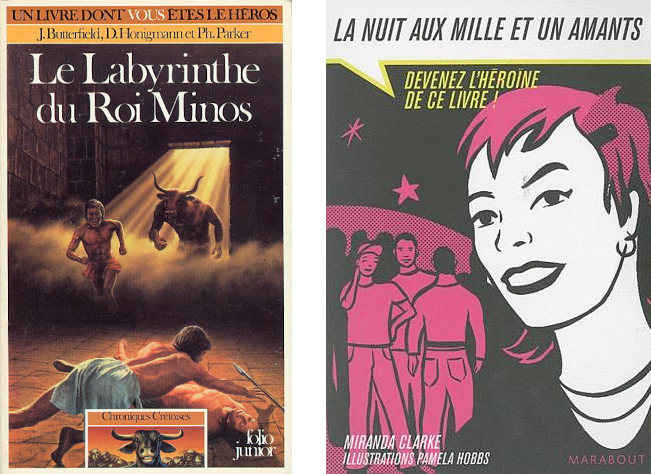 UN LIVRE DONT VOUS ÊTES LE HÉROS
J. Butterfield, D. Honigmann et Ph. Parker
Le Labyrinthe
du Roi Minos
Chroniques Crétoises
folio
junior
LA NUIT AUX MILLE ET UN AMANTS
DEVENEZ L'HÉROÏNE
DE CE LIVRE !
MIRANDA CLARKE
ILLUSTRATIONS PAMELA HOBBS
MARABOUT